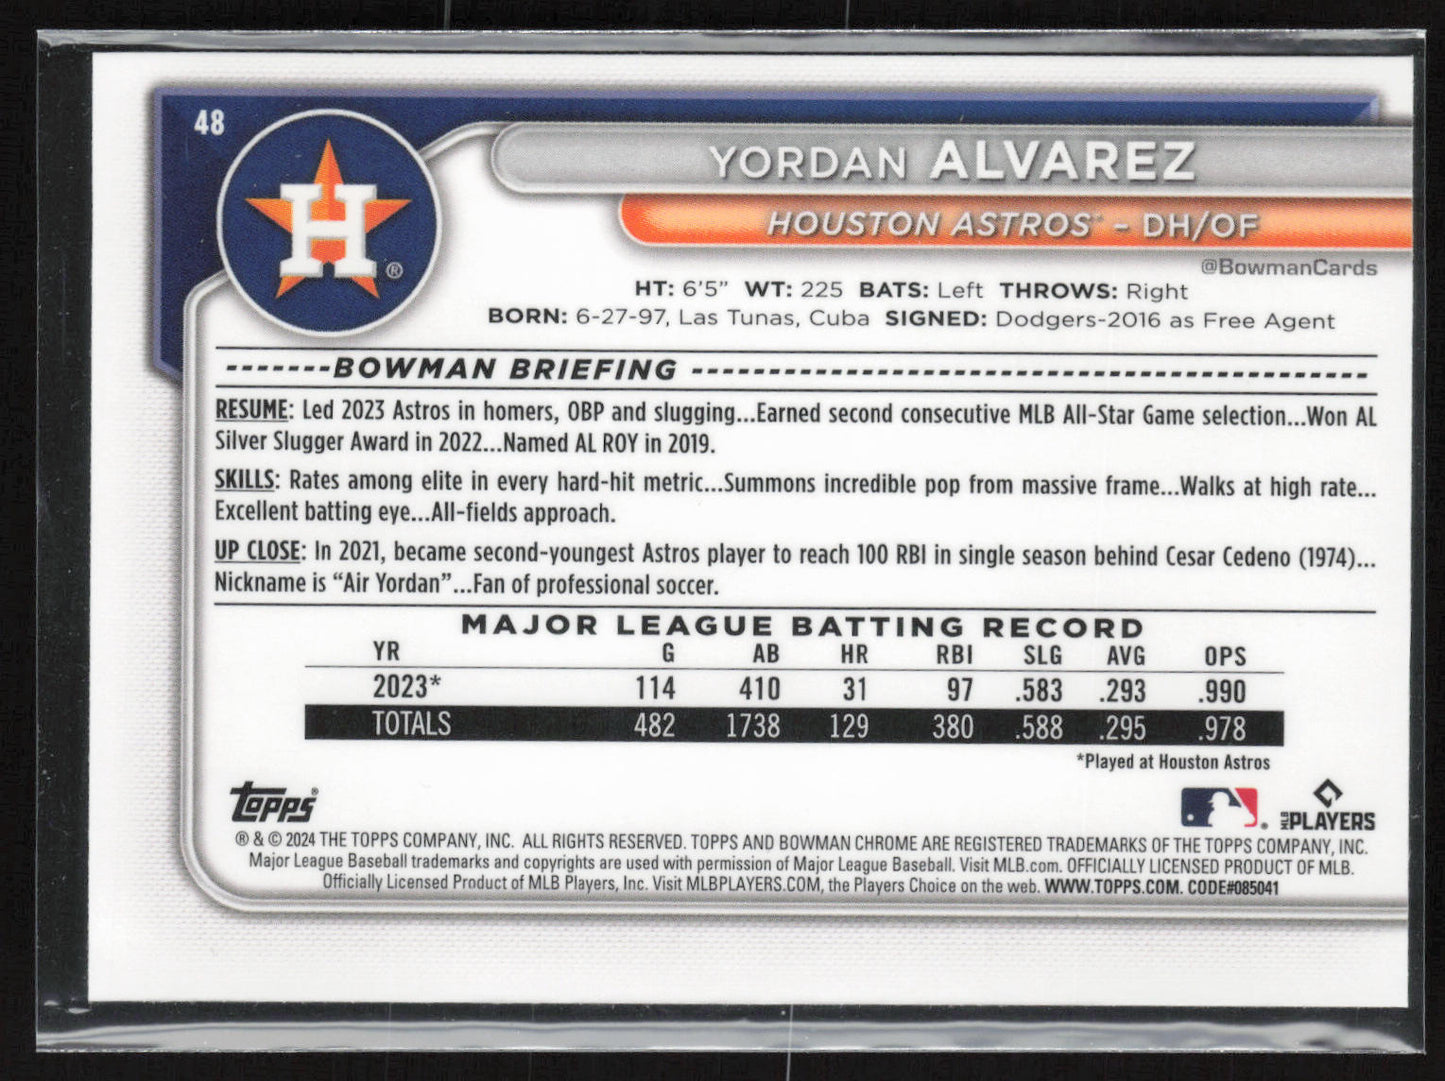 48
H
®
YORDAN ALVAREZ
HOUSTON ASTROS™ - DH/OF
@BowmanCards
HT: 6'5" WT: 225 BATS: Left THROWS: Right
BORN: 6-27-97, Las Tunas, Cuba SIGNED: Dodgers-2016 as Free Agent
-------BOWMAN BRIEFING --------------------------------------------
RESUME: Led 2023 Astros in homers, OBP and slugging...Earned second consecutive MLB All-Star Game selection...Won AL
Silver Slugger Award in 2022...Named AL ROY in 2019.
SKILLS: Rates among elite in every hard-hit metric...Summons incredible pop from massive frame...Walks at high rate...
Excellent batting eye...All-fields approach.
UP CLOSE: In 2021, became second-youngest Astros player to reach 100 RBI in single season behind Cesar Cedeno (1974)...
Nickname is “Air Yordan”...Fan of professional soccer.
MAJOR LEAGUE BATTING RECORD
YR G AB HR RBI SLG AVG OPS
2023* 114 410 31 97 .583 .293 .990
TOTALS 482 1738 129 380 .588 .295 .978
*Played at Houston Astros
Topps®
®
MLB PLAYERS
® & © 2024 THE TOPPS COMPANY, INC. ALL RIGHTS RESERVED. TOPPS AND BOWMAN CHROME ARE REGISTERED TRADEMARKS OF THE TOPPS COMPANY, INC.
Major League Baseball trademarks and copyrights are used with permission of Major League Baseball. Visit MLB.com. OFFICIALLY LICENSED PRODUCT OF MLB.
Officially Licensed Product of MLB Players, Inc. Visit MLBPLAYERS.COM, the Players Choice on the web. WWW.TOPPS.COM. CODE#085041